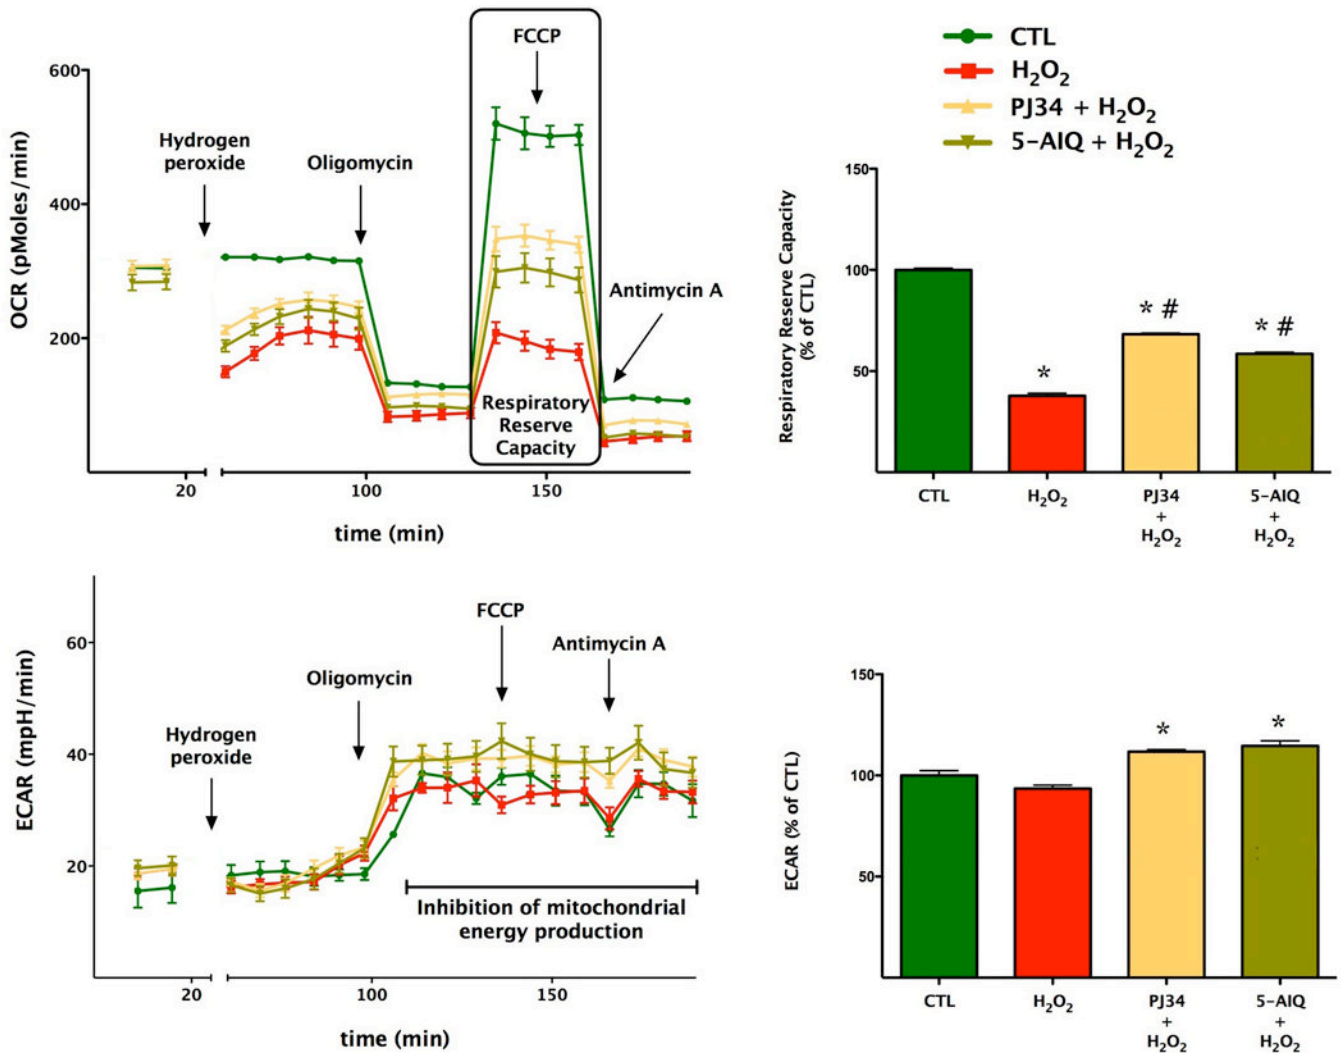 FCCP
CTL
H₂O₂
PJ34 + H₂O₂
5-AIQ + H₂O₂
600
400
200
OCR (pMoles/min)
Hydrogen
peroxide
Oligomycin
Antimycin A
Respiratory
Reserve
Capacity
20
100
150
time (min)
Respiratory Reserve Capacity
(% of CTL)
150
100
50
*
* #
* #
CTL
H₂O₂
PJ34
+
H₂O₂
5-AIQ
+
H₂O₂
60
40
20
ECAR (mpH/min)
Hydrogen
peroxide
Oligomycin
FCCP
Antimycin A
Inhibition of mitochondrial
energy production
20
100
150
time (min)
ECAR (% of CTL)
150
100
50
*
*
CTL
H₂O₂
PJ34
+
H₂O₂
5-AIQ
+
H₂O₂